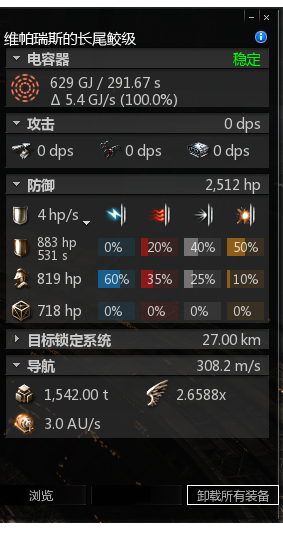 维帕瑞斯的长尾鲛级
电容器 稳定
629 GJ / 291.67 s
Δ 5.4 GJ/s (100.0%)
攻击 0 dps
0 dps 0 dps 0 dps
防御 2,512 hp
4 hp/s
883 hp 0% 20% 40% 50%
531 s
819 hp 60% 35% 25% 10%
718 hp 0% 0% 0% 0%
目标锁定系统 27.00 km
导航 308.2 m/s
1,542.00 t 2.6588x
3.0 AU/s
浏览 卸载所有装备